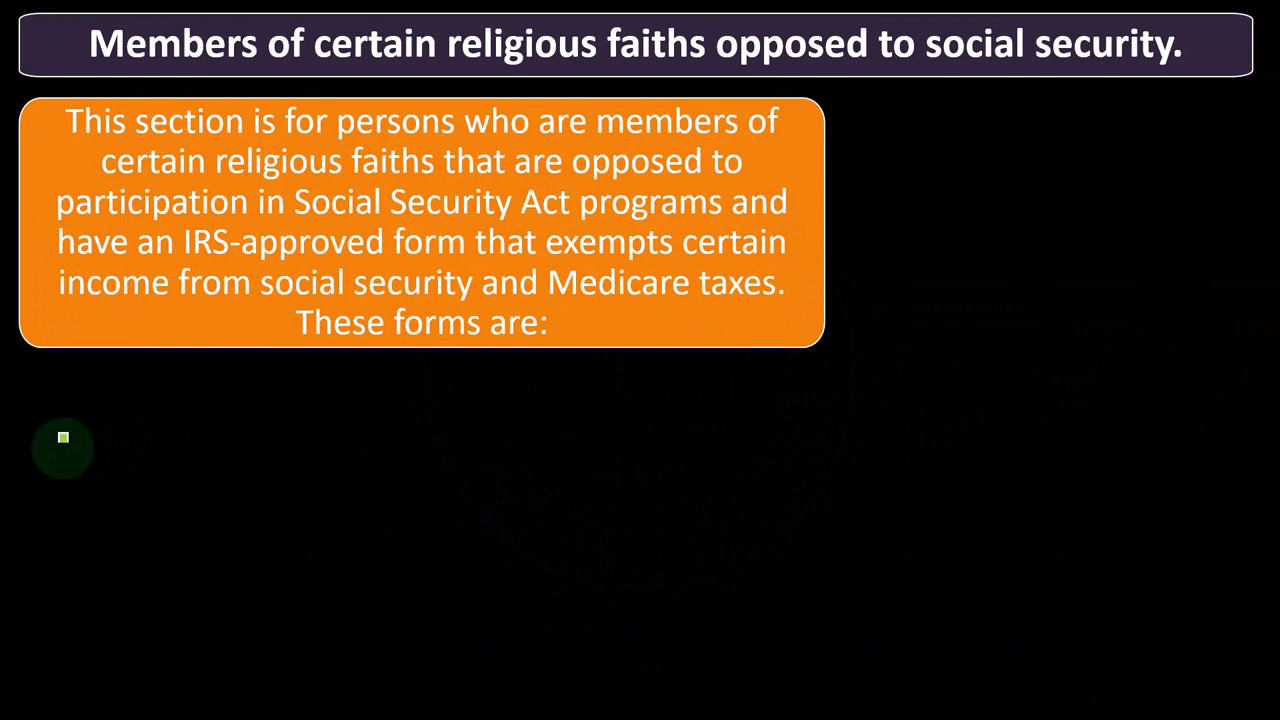 Members of certain religious faiths opposed to social security.
This section is for persons who are members of
certain religious faiths that are opposed to
participation in Social Security Act programs and
have an IRS-approved form that exempts certain
income from social security and Medicare taxes.
These forms are: